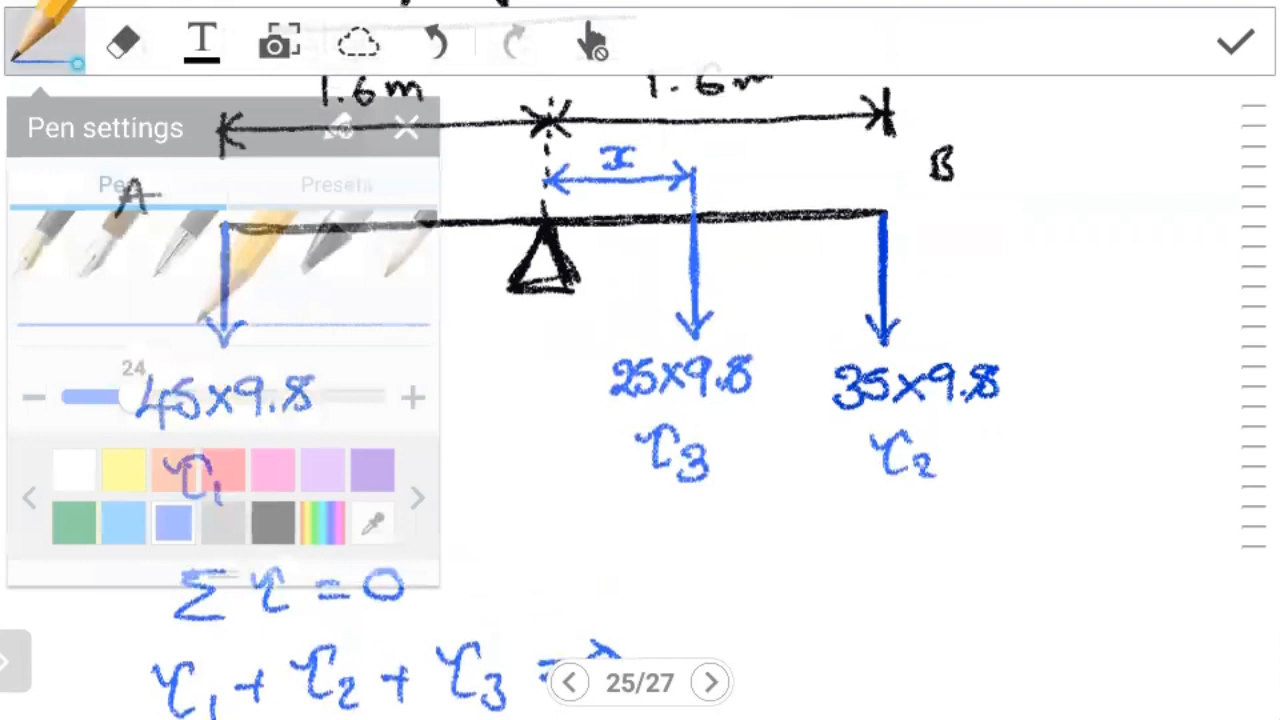 T
1.6m 1.6m
Pen settings
x
B
Pen Presets
A
24
45×9.8 25×9.8 35×9.8
τ1 τ3 τ2
Σ τ = 0
τ1 + τ2 + τ3 =
25/27